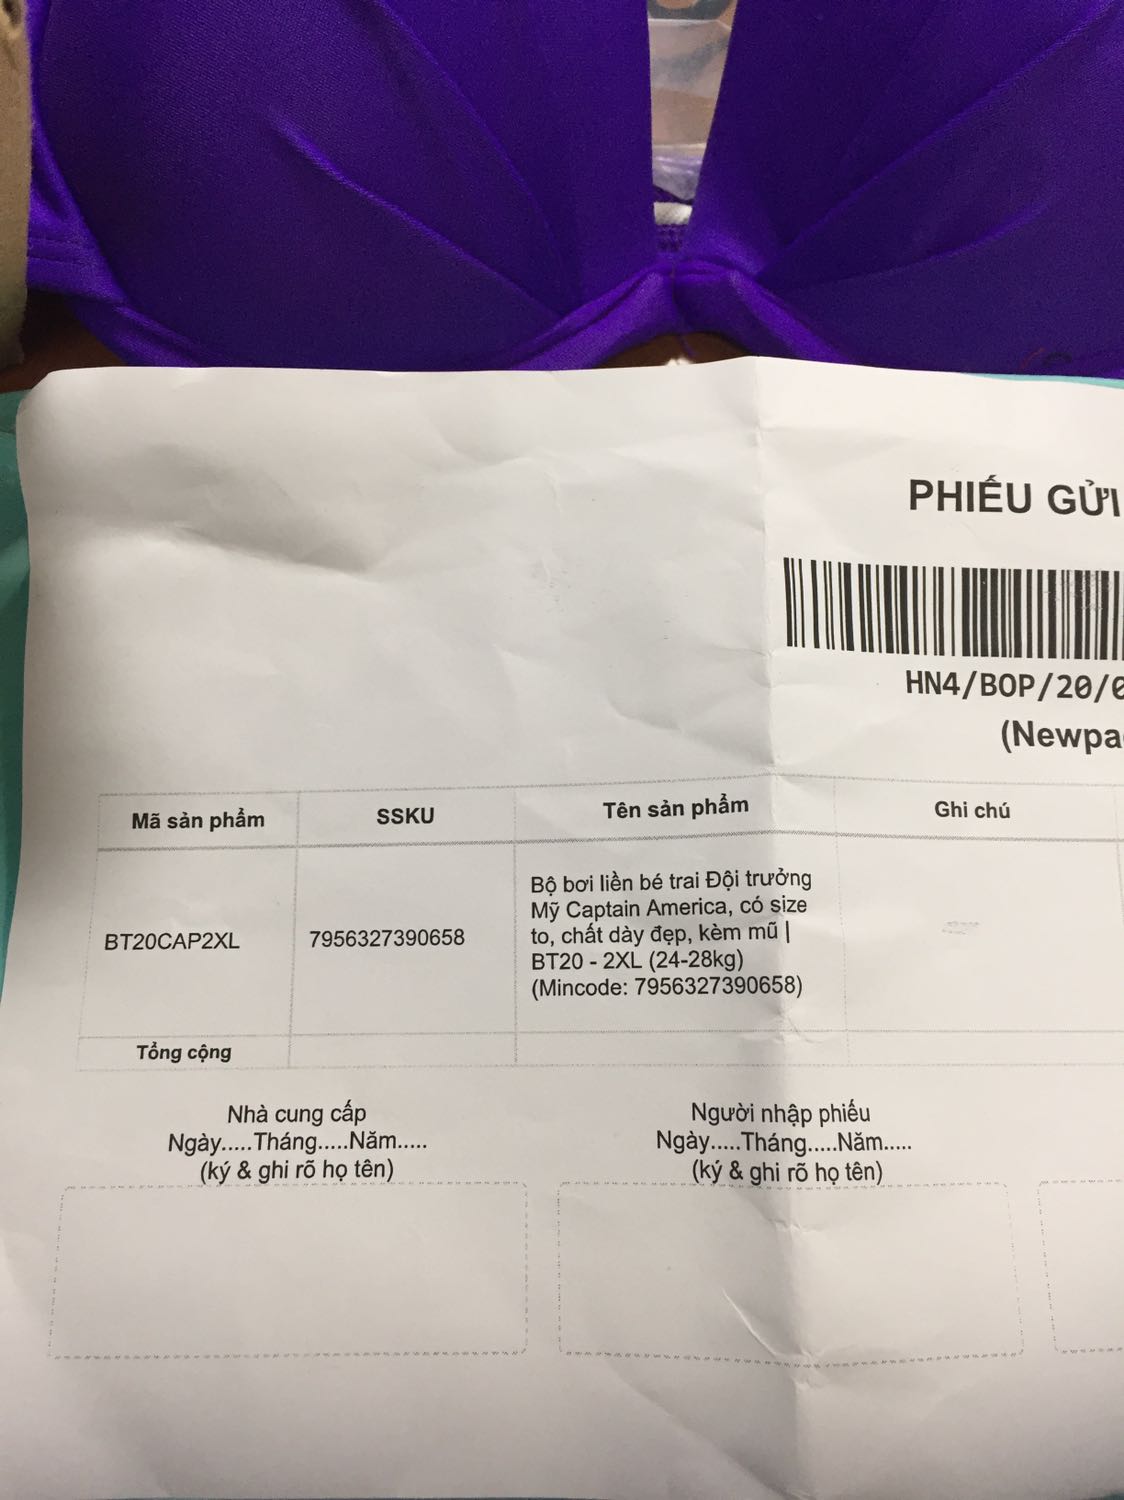 PHIẾU GỬI
HN4/BOP/20/0
Mã sản phẩm
SSKU
Tên sản phẩm
Ghi chú
BT20CAP2XL
7956327390658
Bộ bơi liền bé trai Đội trưởng
Mỹ Captain America, có size
to, chất dày đẹp, kèm mũ |
BT20 - 2XL (24-28kg)
(Mincode: 7956327390658)
Tổng cộng
Nhà cung cấp
Ngày.....Tháng.....Năm.....
(ký & ghi rõ họ tên)
Người nhập phiếu
Ngày.....Tháng.....Năm.....
(ký & ghi rõ họ tên)